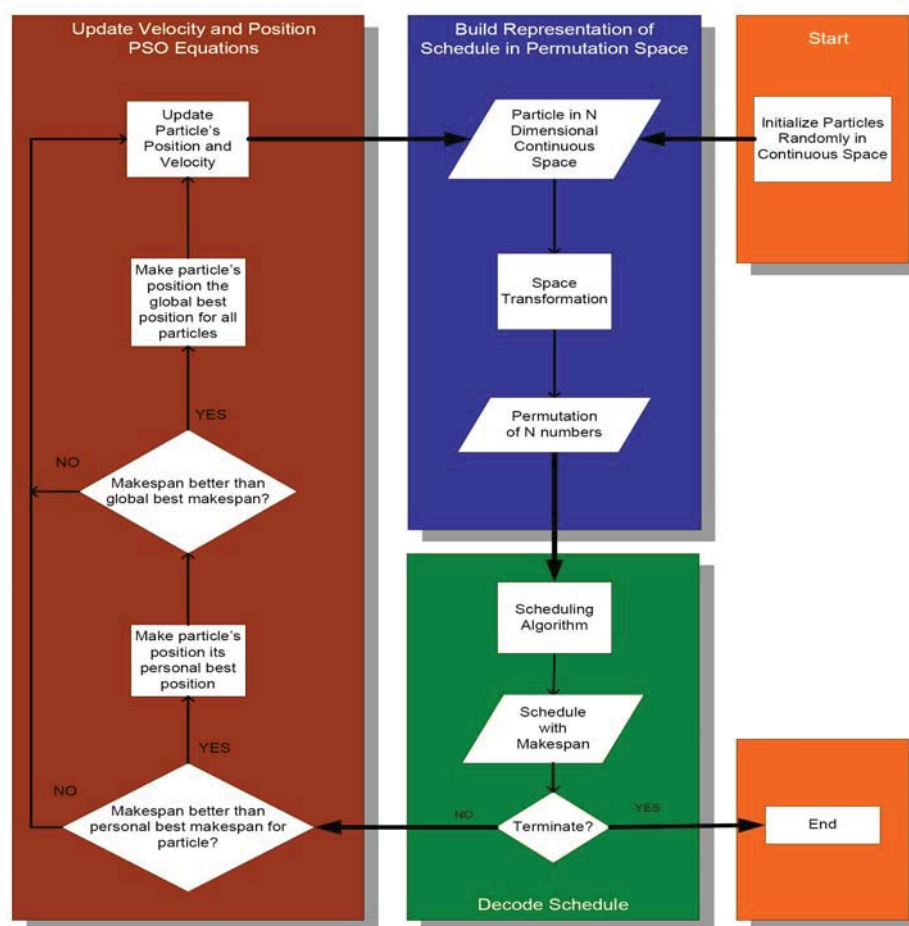 Update Velocity and Position
PSO Equations
Update
Particle's
Position and
Velocity
Make particle's
position the
global best
position for all
particles
YES
NO
Makespan better than
global best makespan?
Make particle's
position its
personal best
position
YES
NO
Makespan better than
personal best makespan for
particle?
Build Representation of
Schedule in Permutation Space
Particle in N
Dimensional
Continuous
Space
Space
Transformation
Permutation
of N numbers
Scheduling
Algorithm
Schedule
with
Makespan
NO
Terminate?
YES
Decode Schedule
Start
Initialize Particles
Randomly in
Continuous Space
End